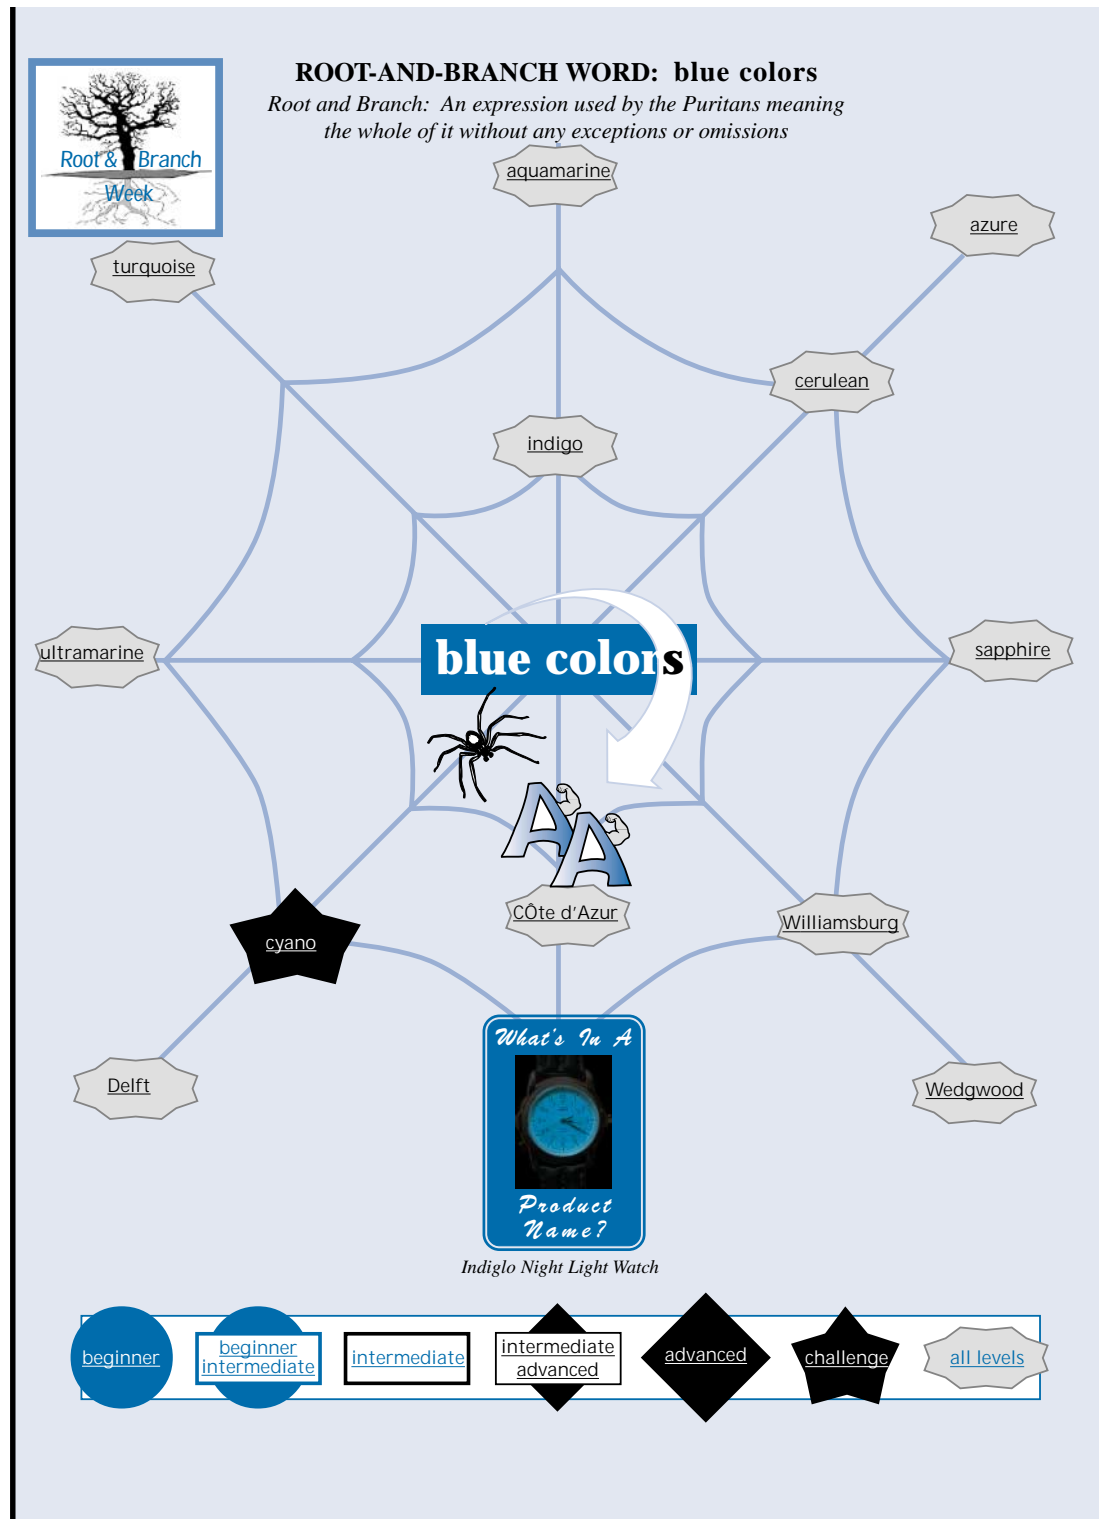 ROOT-AND-BRANCH WORD: blue colors
Root and Branch: An expression used by the Puritans meaning
the whole of it without any exceptions or omissions
Root & Branch
Week
aquamarine
azure
turquoise
cerulean
indigo
blue colors
ultramarine
sapphire
AA
CÔte d'Azur
Williamsburg
cyano
Delft
Wedgwood
What's In A
Product
Name?
Indiglo Night Light Watch
beginner
beginner
intermediate
intermediate
intermediate
advanced
advanced
challenge
all levels